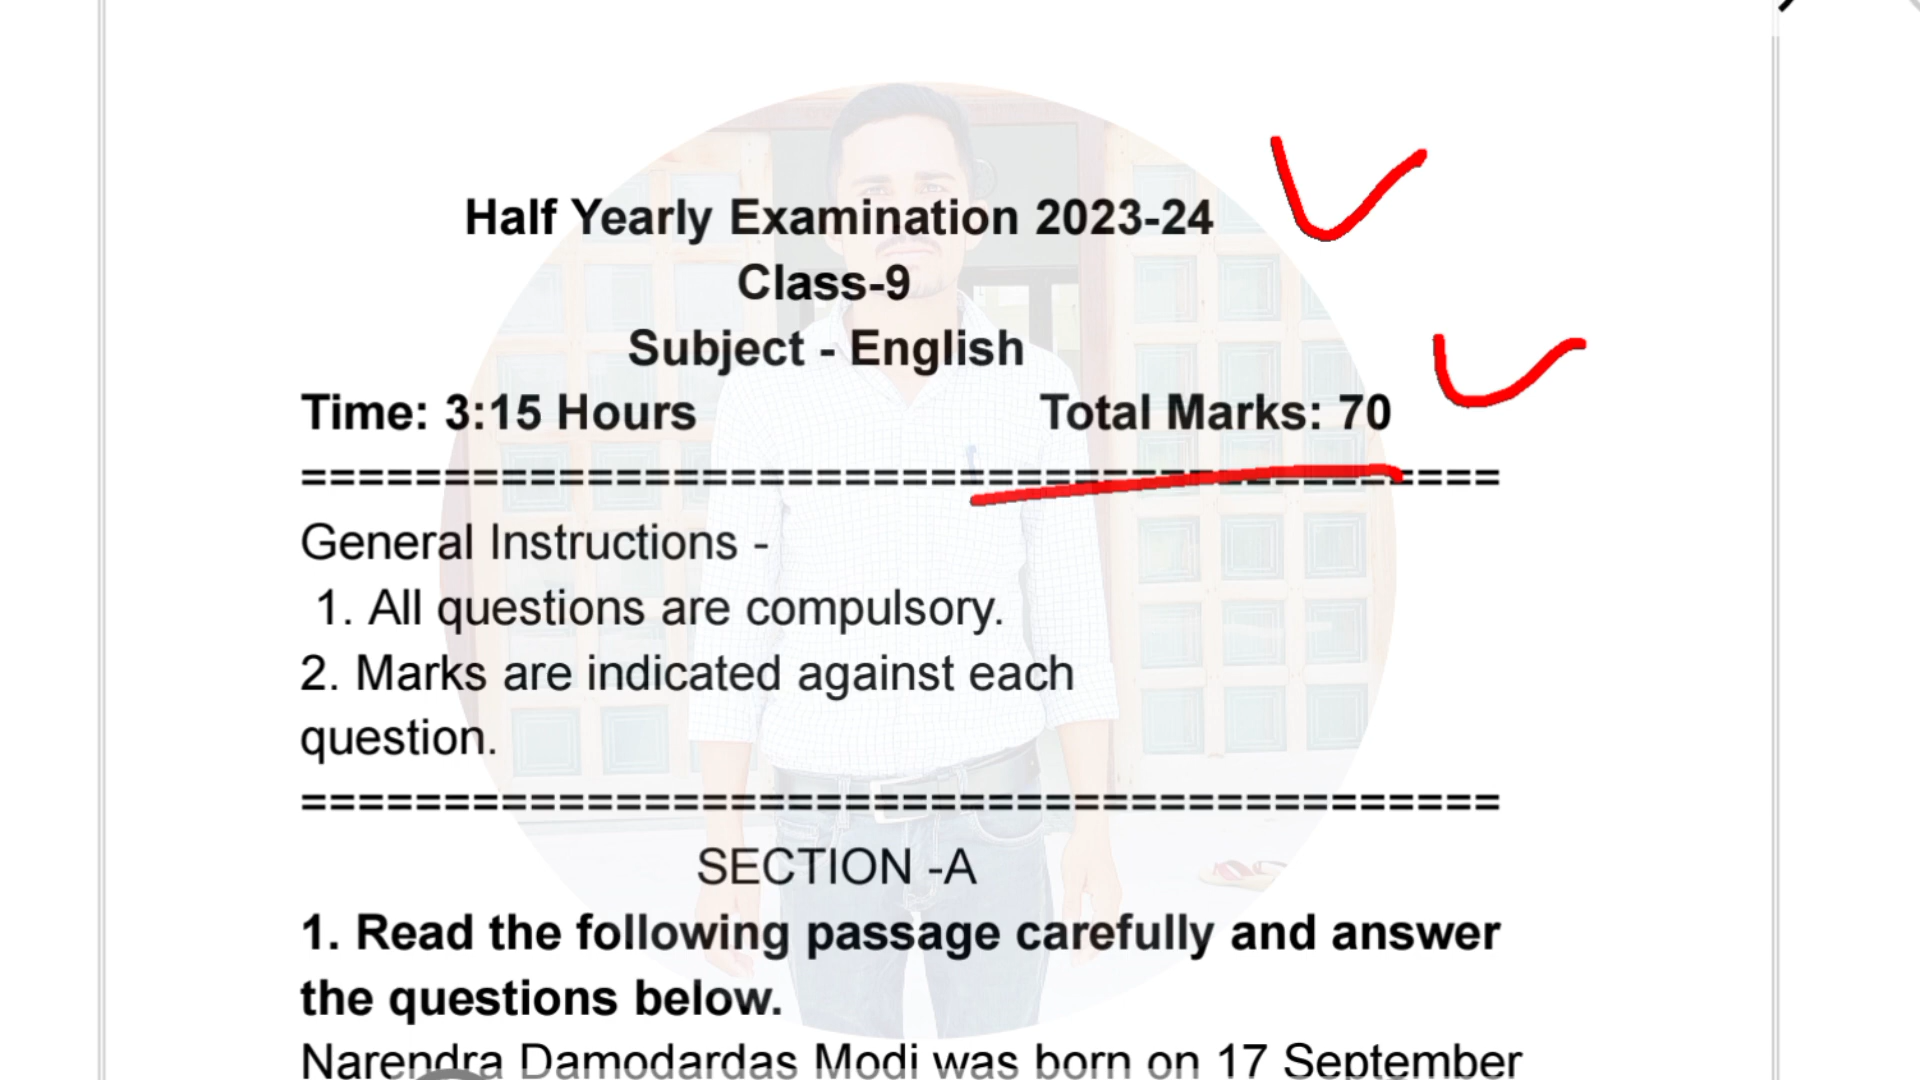 Half Yearly Examination 2023-24
Class-9
Subject - English
Time: 3:15 Hours Total Marks: 70
==========================================
General Instructions -
1. All questions are compulsory.
2. Marks are indicated against each
question.
==========================================
SECTION -A
1. Read the following passage carefully and answer
the questions below.
Narendra Damodardas Modi was born on 17 September